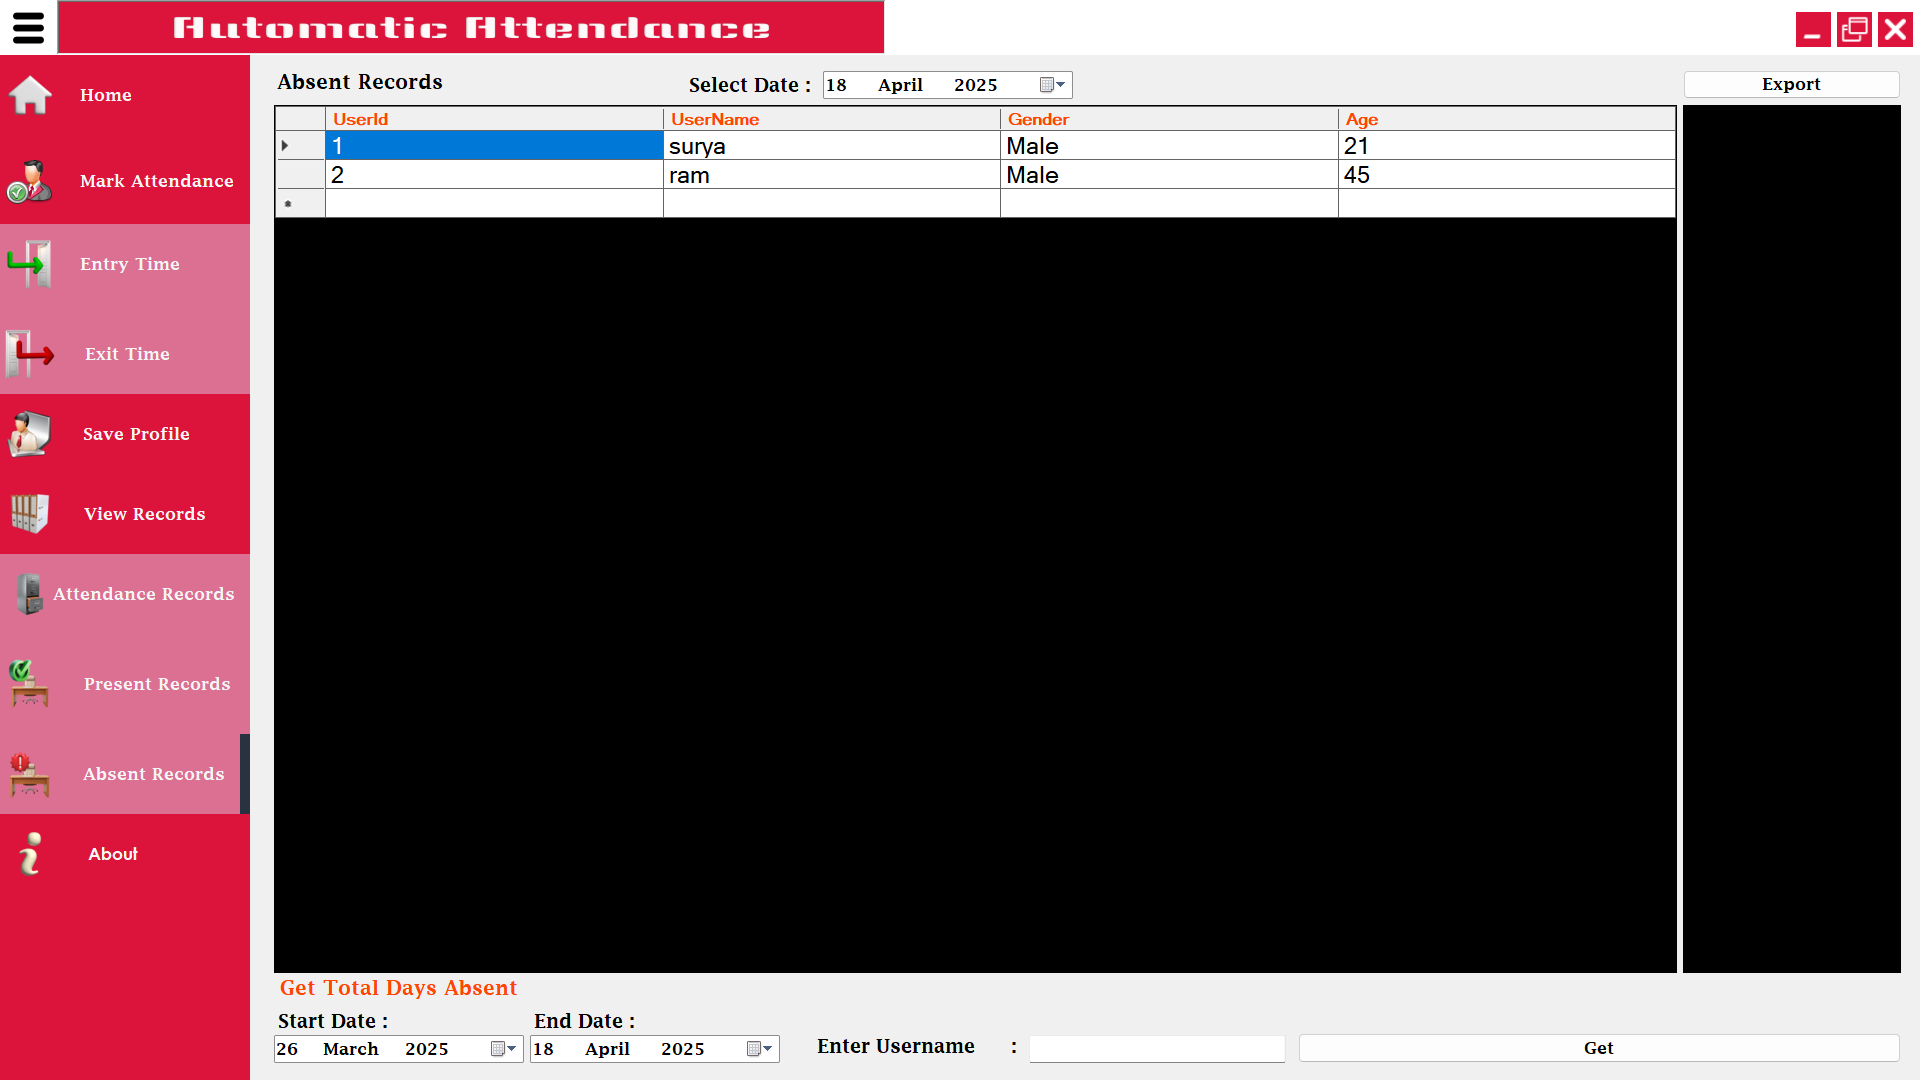 Automatic Attendance
Home
Mark Attendance
Entry Time
Exit Time
Save Profile
View Records
Attendance Records
Present Records
Absent Records
About
Absent Records
Select Date : 18 April 2025
Export
UserId UserName Gender Age
1 surya Male 21
2 ram Male 45
Get Total Days Absent
Start Date : End Date :
26 March 2025 18 April 2025 Enter Username : Get